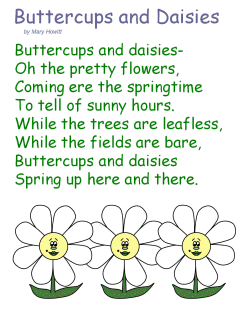 Buttercups and Daisies
by Mary Howitt
Buttercups and daisies-
Oh the pretty flowers,
Coming ere the springtime
To tell of sunny hours.
While the trees are leafless,
While the fields are bare,
Buttercups and daisies
Spring up here and there.